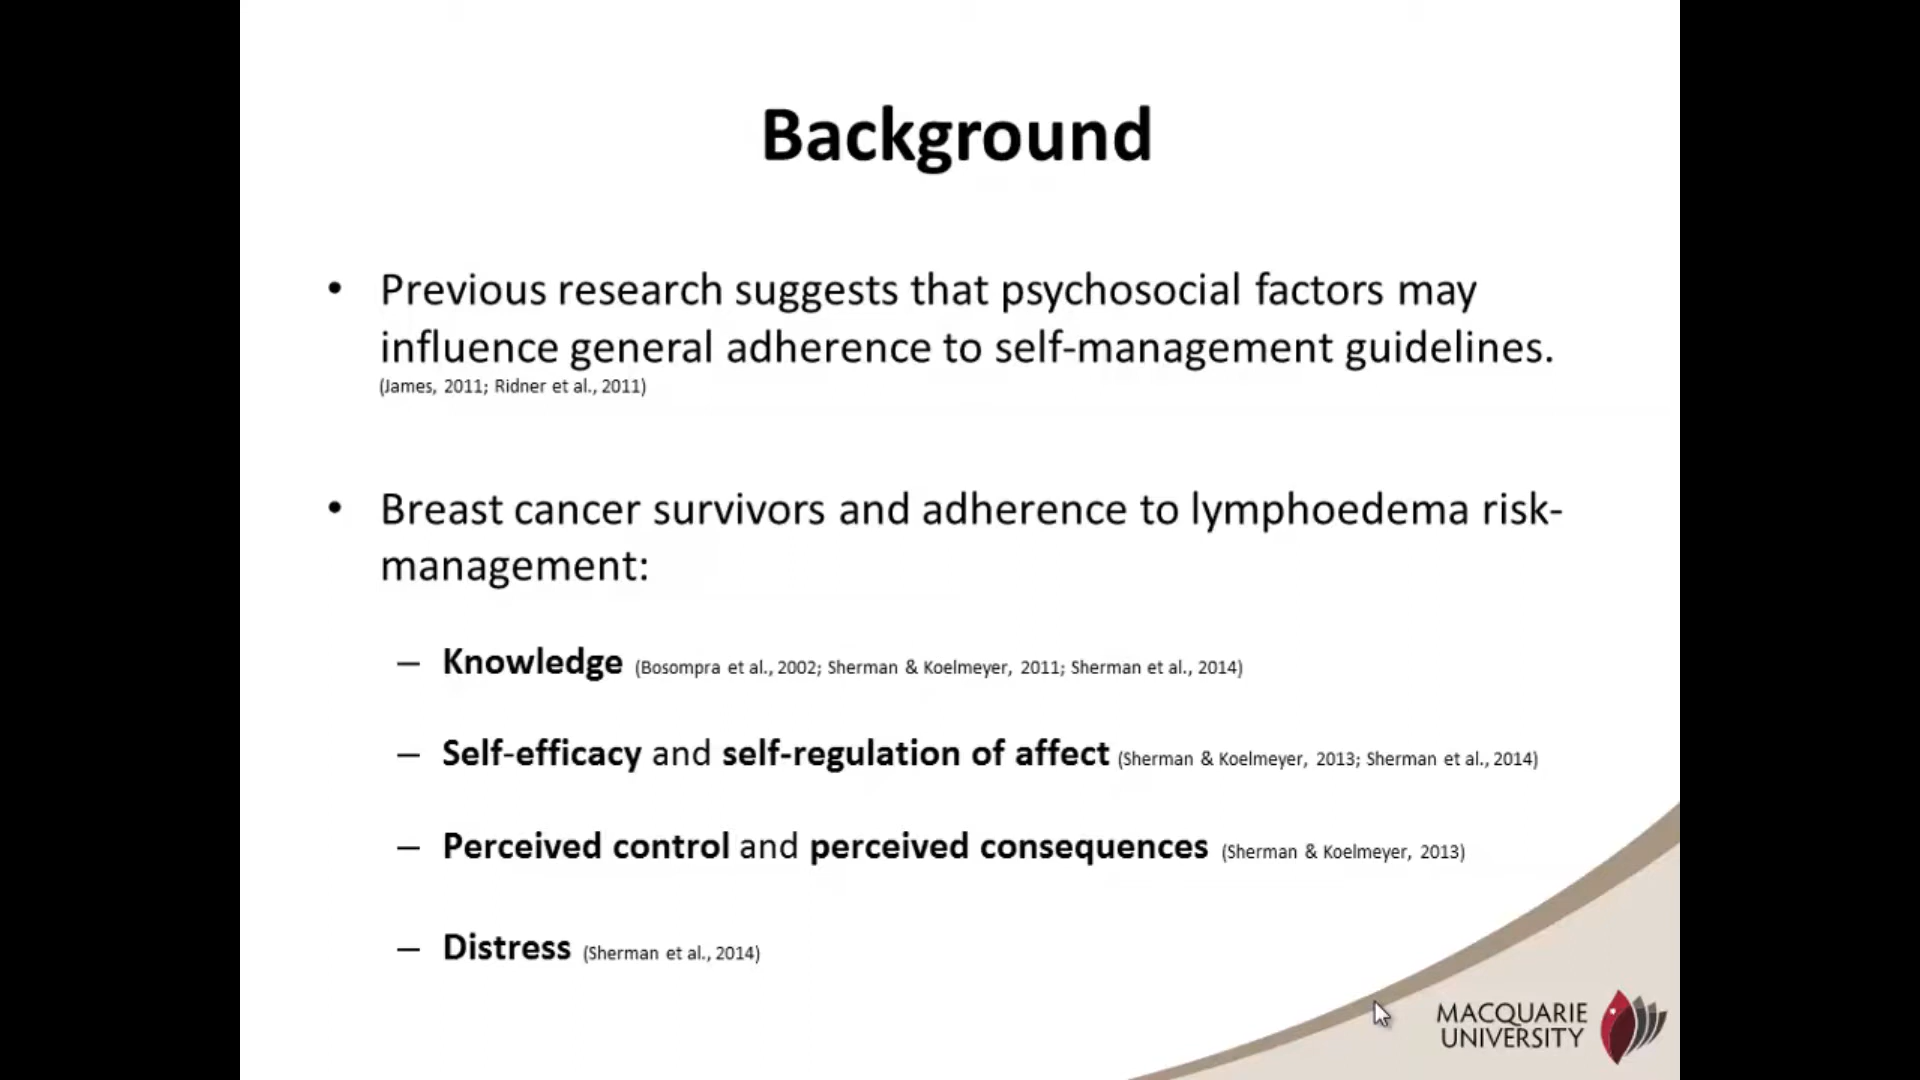 Background
• Previous research suggests that psychosocial factors may
influence general adherence to self-management guidelines.
(James, 2011; Ridner et al., 2011)
• Breast cancer survivors and adherence to lymphoedema risk-
management:
– Knowledge (Bosompra et al., 2002; Sherman & Koelmeyer, 2011; Sherman et al., 2014)
– Self-efficacy and self-regulation of affect (Sherman & Koelmeyer, 2013; Sherman et al., 2014)
– Perceived control and perceived consequences (Sherman & Koelmeyer, 2013)
– Distress (Sherman et al., 2014)
MACQUARIE
UNIVERSITY